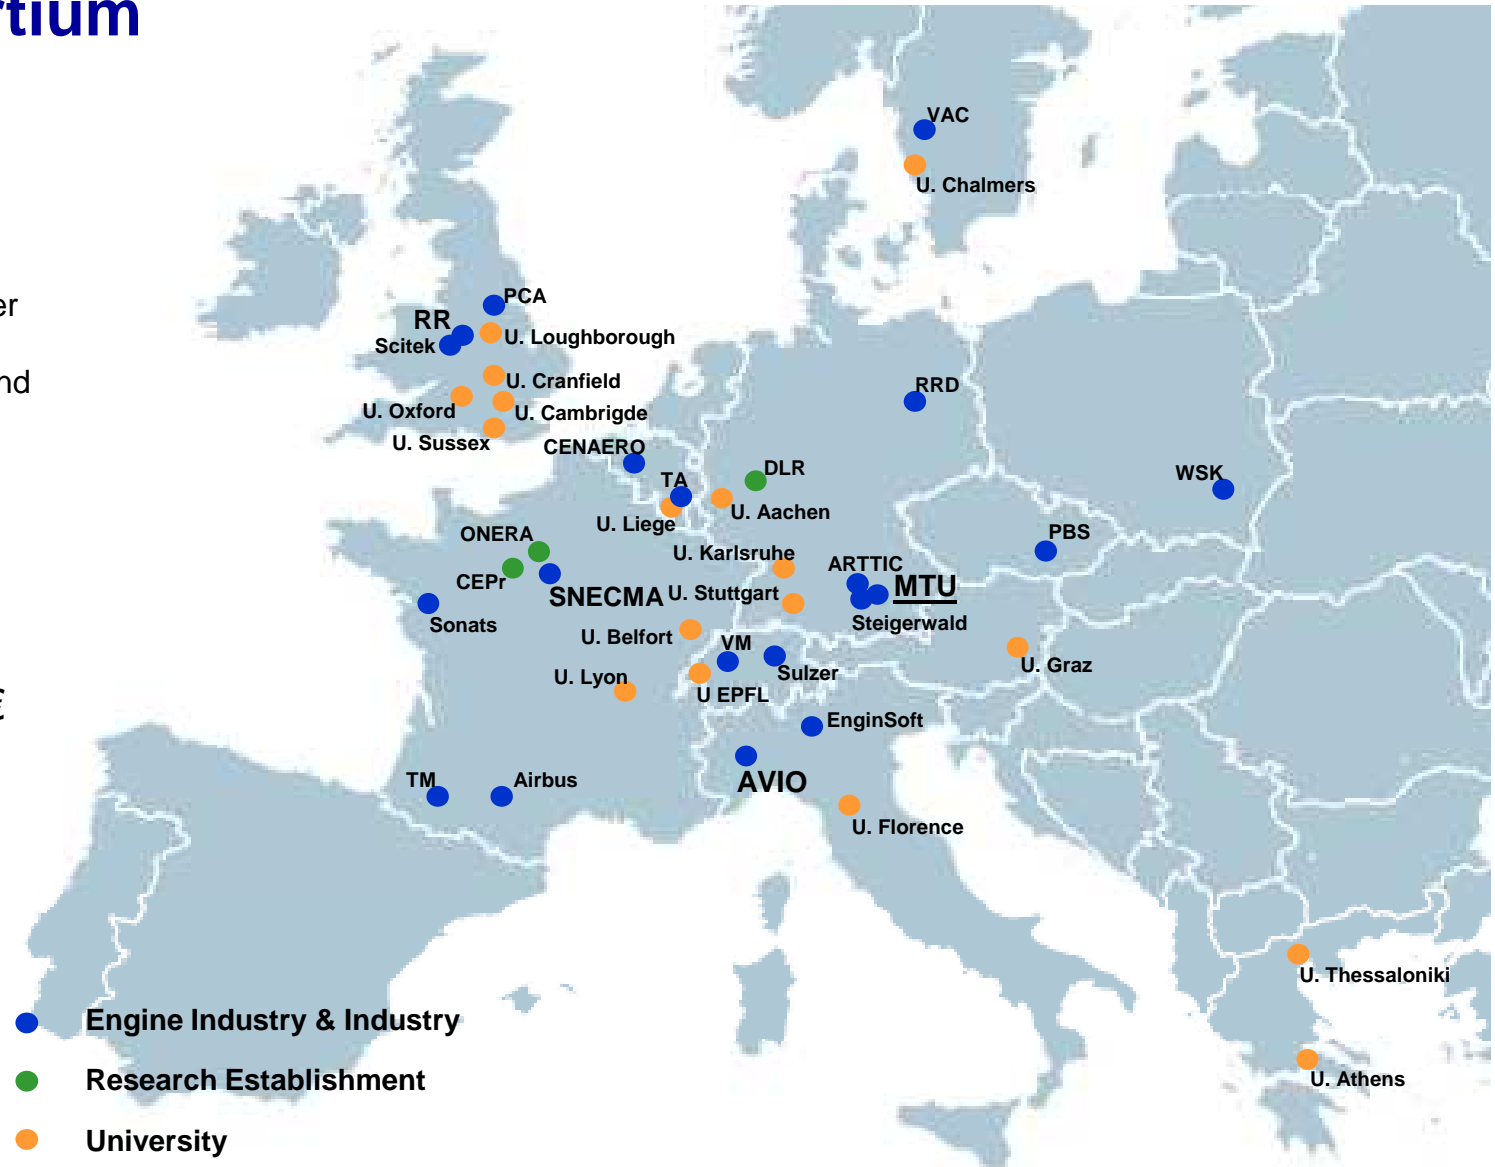 rtium
VAC
U. Chalmers
er
PCA
RR
U. Loughborough
Scitek
nd
U. Cranfield
RRD
U. Oxford
U. Cambrigde
U. Sussex
CENAERO
DLR
TA
WSK
U. Aachen
U. Liege
ONERA
PBS
U. Karlsruhe
ARTTIC
CEPr
MTU
SNECMA
U. Stuttgart
Sonats
Steigerwald
U. Belfort
VM
U. Graz
Sulzer
U. Lyon
U EPFL
€
EnginSoft
TM
Airbus
AVIO
U. Florence
U. Thessaloniki
Engine Industry & Industry
Research Establishment
U. Athens
University